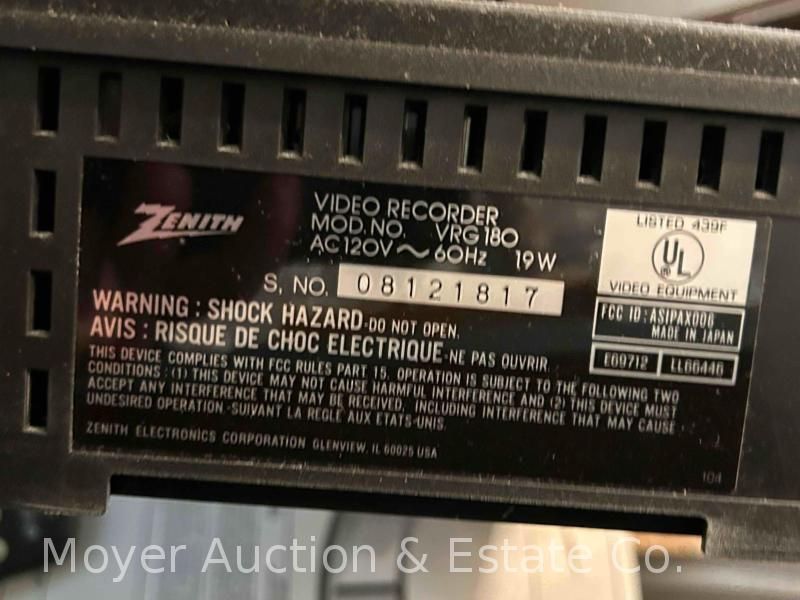 ZENITH
VIDEO RECORDER
MOD.NO. VRG180
AC120V~60Hz 19W
S, NO. 08121817
LISTED 439F
UL
VIDEO EQUIPMENT
FCC ID: ASIPAX006
MADE IN JAPAN
E69712 LL66446
WARNING : SHOCK HAZARD-DO NOT OPEN.
AVIS : RISQUE DE CHOC ELECTRIQUE-NE PAS OUVRIR.
THIS DEVICE COMPLIES WITH FCC RULES PART 15. OPERATION IS SUBJECT TO THE FOLLOWING TWO
CONDITIONS : (1) THIS DEVICE MAY NOT CAUSE HARMFUL INTERFERENCE AND (2) THIS DEVICE MUST
ACCEPT ANY INTERFERENCE THAT MAY BE RECEIVED, INCLUDING INTERFERENCE THAT MAY CAUSE
UNDESIRED OPERATION.-SUIVANT LA REGLE AUX ETATS-UNIS.
ZENITH ELECTRONICS CORPORATION GLENVIEW, IL 60025 USA
104
Moyer Auction & Estate Co.